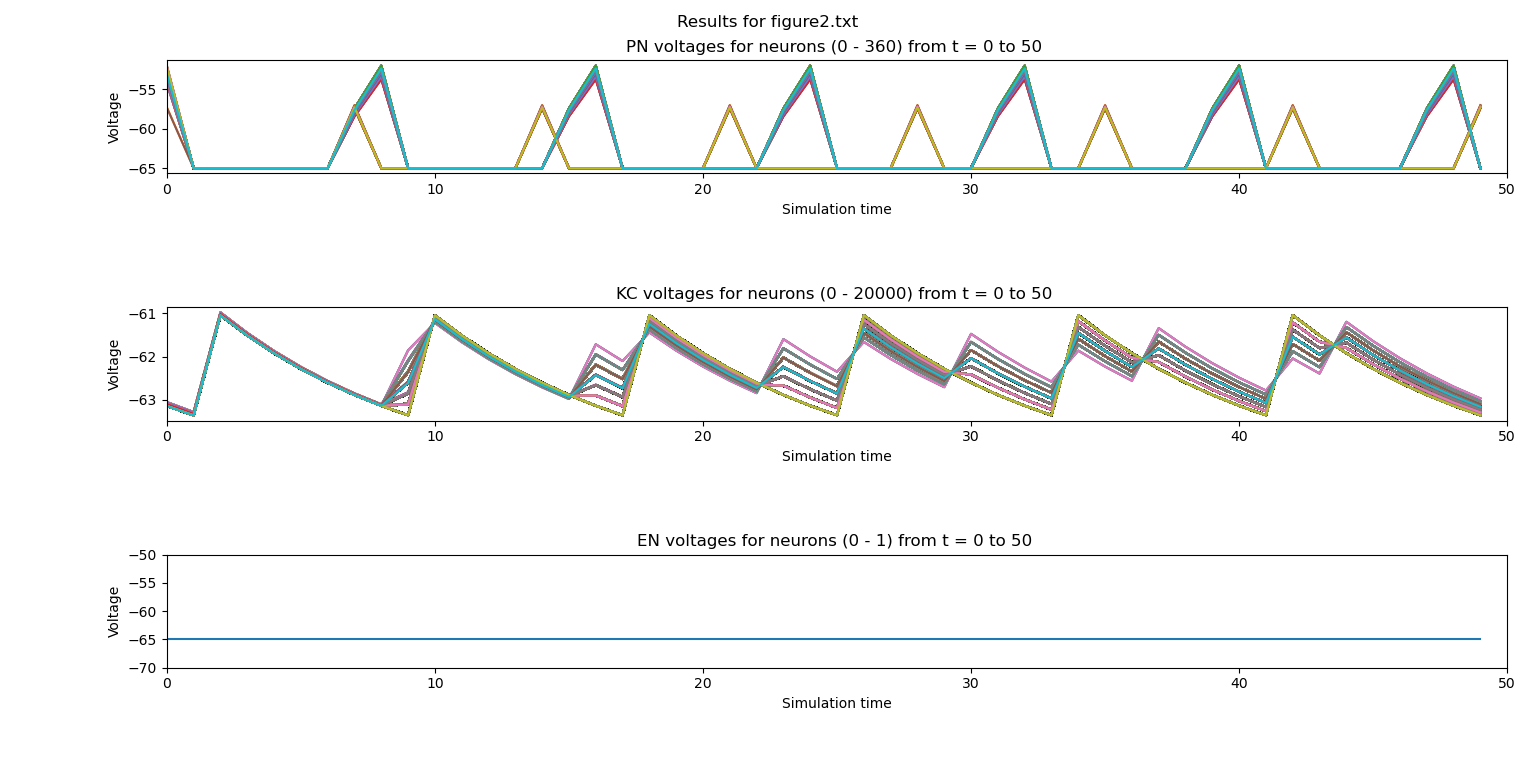 Results for figure2.txt
PN voltages for neurons (0 - 360) from t = 0 to 50
Voltage
−55
−60
−65
0 10 20 30 40 50
Simulation time
KC voltages for neurons (0 - 20000) from t = 0 to 50
Voltage
−61
−62
−63
0 10 20 30 40 50
Simulation time
EN voltages for neurons (0 - 1) from t = 0 to 50
Voltage
−50
−55
−60
−65
−70
0 10 20 30 40 50
Simulation time